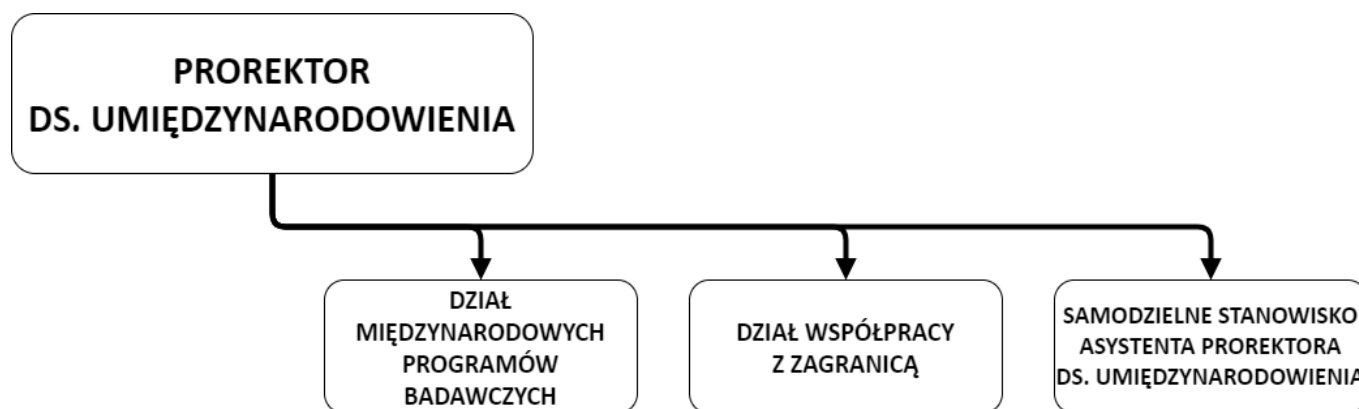 PROREKTOR
DS. UMIĘDZYNARODOWIENIA
DZIAŁ
MIĘDZYNARODOWYCH
PROGRAMÓW
BADAWCZYCH
DZIAŁ WSPÓŁPRACY
Z ZAGRANICĄ
SAMODZIELNE STANOWISKO
ASYSTENTA PROREKTORA
DS. UMIĘDZYNARODOWIENIA